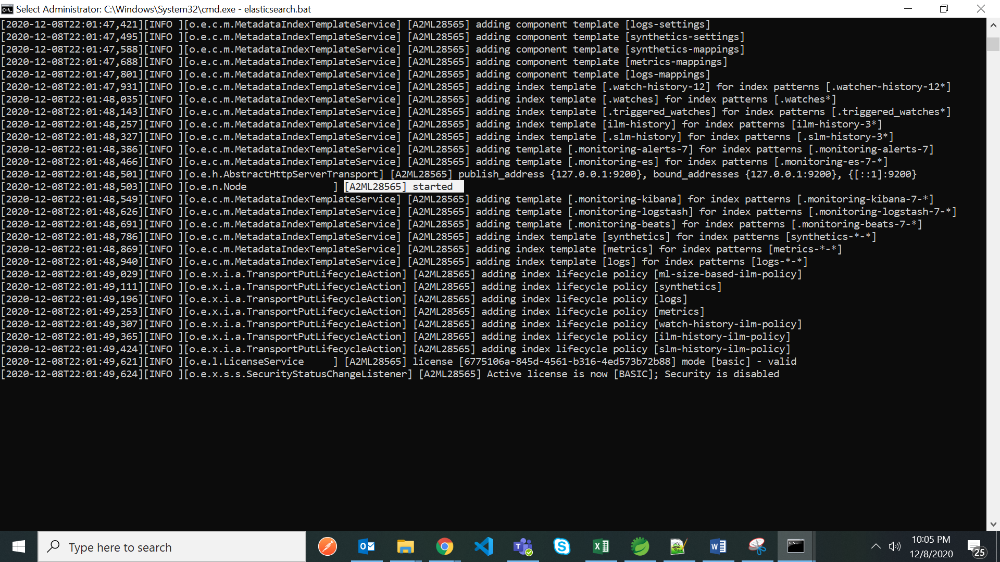 Select Administrator: C:\Windows\System32\cmd.exe - elasticsearch.bat
[2020-12-08T22:01:47,421][INFO ][o.e.c.m.MetadataIndexTemplateService] [A2ML28565] adding component template [logs-settings]
[2020-12-08T22:01:47,495][INFO ][o.e.c.m.MetadataIndexTemplateService] [A2ML28565] adding component template [synthetics-settings]
[2020-12-08T22:01:47,588][INFO ][o.e.c.m.MetadataIndexTemplateService] [A2ML28565] adding component template [synthetics-mappings]
[2020-12-08T22:01:47,688][INFO ][o.e.c.m.MetadataIndexTemplateService] [A2ML28565] adding component template [metrics-mappings]
[2020-12-08T22:01:47,801][INFO ][o.e.c.m.MetadataIndexTemplateService] [A2ML28565] adding component template [logs-mappings]
[2020-12-08T22:01:47,931][INFO ][o.e.c.m.MetadataIndexTemplateService] [A2ML28565] adding index template [.watch-history-12] for index patterns [.watcher-history-12*]
[2020-12-08T22:01:48,035][INFO ][o.e.c.m.MetadataIndexTemplateService] [A2ML28565] adding index template [.watches] for index patterns [.watches*]
[2020-12-08T22:01:48,143][INFO ][o.e.c.m.MetadataIndexTemplateService] [A2ML28565] adding index template [.triggered_watches] for index patterns [.triggered_watches*]
[2020-12-08T22:01:48,257][INFO ][o.e.c.m.MetadataIndexTemplateService] [A2ML28565] adding index template [ilm-history] for index patterns [ilm-history-3*]
[2020-12-08T22:01:48,327][INFO ][o.e.c.m.MetadataIndexTemplateService] [A2ML28565] adding index template [.slm-history] for index patterns [.slm-history-3*]
[2020-12-08T22:01:48,386][INFO ][o.e.c.m.MetadataIndexTemplateService] [A2ML28565] adding template [.monitoring-alerts-7] for index patterns [.monitoring-alerts-7]
[2020-12-08T22:01:48,466][INFO ][o.e.c.m.MetadataIndexTemplateService] [A2ML28565] adding template [.monitoring-es] for index patterns [.monitoring-es-7-*]
[2020-12-08T22:01:48,501][INFO ][o.e.h.AbstractHttpServerTransport] [A2ML28565] publish_address {127.0.0.1:9200}, bound_addresses {127.0.0.1:9200}, {[::1]:9200}
[2020-12-08T22:01:48,503][INFO ][o.e.n.Node               ] [A2ML28565] started
[2020-12-08T22:01:48,549][INFO ][o.e.c.m.MetadataIndexTemplateService] [A2ML28565] adding template [.monitoring-kibana] for index patterns [.monitoring-kibana-7-*]
[2020-12-08T22:01:48,626][INFO ][o.e.c.m.MetadataIndexTemplateService] [A2ML28565] adding template [.monitoring-logstash] for index patterns [.monitoring-logstash-7-*]
[2020-12-08T22:01:48,691][INFO ][o.e.c.m.MetadataIndexTemplateService] [A2ML28565] adding template [.monitoring-beats] for index patterns [.monitoring-beats-7-*]
[2020-12-08T22:01:48,786][INFO ][o.e.c.m.MetadataIndexTemplateService] [A2ML28565] adding index template [synthetics] for index patterns [synthetics-*-*]
[2020-12-08T22:01:48,869][INFO ][o.e.c.m.MetadataIndexTemplateService] [A2ML28565] adding index template [metrics] for index patterns [metrics-*-*]
[2020-12-08T22:01:48,940][INFO ][o.e.c.m.MetadataIndexTemplateService] [A2ML28565] adding index template [logs] for index patterns [logs-*-*]
[2020-12-08T22:01:49,029][INFO ][o.e.x.i.a.TransportPutLifecycleAction] [A2ML28565] adding index lifecycle policy [ml-size-based-ilm-policy]
[2020-12-08T22:01:49,111][INFO ][o.e.x.i.a.TransportPutLifecycleAction] [A2ML28565] adding index lifecycle policy [synthetics]
[2020-12-08T22:01:49,196][INFO ][o.e.x.i.a.TransportPutLifecycleAction] [A2ML28565] adding index lifecycle policy [logs]
[2020-12-08T22:01:49,253][INFO ][o.e.x.i.a.TransportPutLifecycleAction] [A2ML28565] adding index lifecycle policy [metrics]
[2020-12-08T22:01:49,307][INFO ][o.e.x.i.a.TransportPutLifecycleAction] [A2ML28565] adding index lifecycle policy [watch-history-ilm-policy]
[2020-12-08T22:01:49,365][INFO ][o.e.x.i.a.TransportPutLifecycleAction] [A2ML28565] adding index lifecycle policy [ilm-history-ilm-policy]
[2020-12-08T22:01:49,424][INFO ][o.e.x.i.a.TransportPutLifecycleAction] [A2ML28565] adding index lifecycle policy [slm-history-ilm-policy]
[2020-12-08T22:01:49,621][INFO ][o.e.l.LicenseService     ] [A2ML28565] license [6775106a-845d-4561-b316-4ed573b72b88] mode [basic] - valid
[2020-12-08T22:01:49,624][INFO ][o.e.x.s.s.SecurityStatusChangeListener] [A2ML28565] Active license is now [BASIC]; Security is disabled
Type here to search
10:05 PM
12/8/2020
25